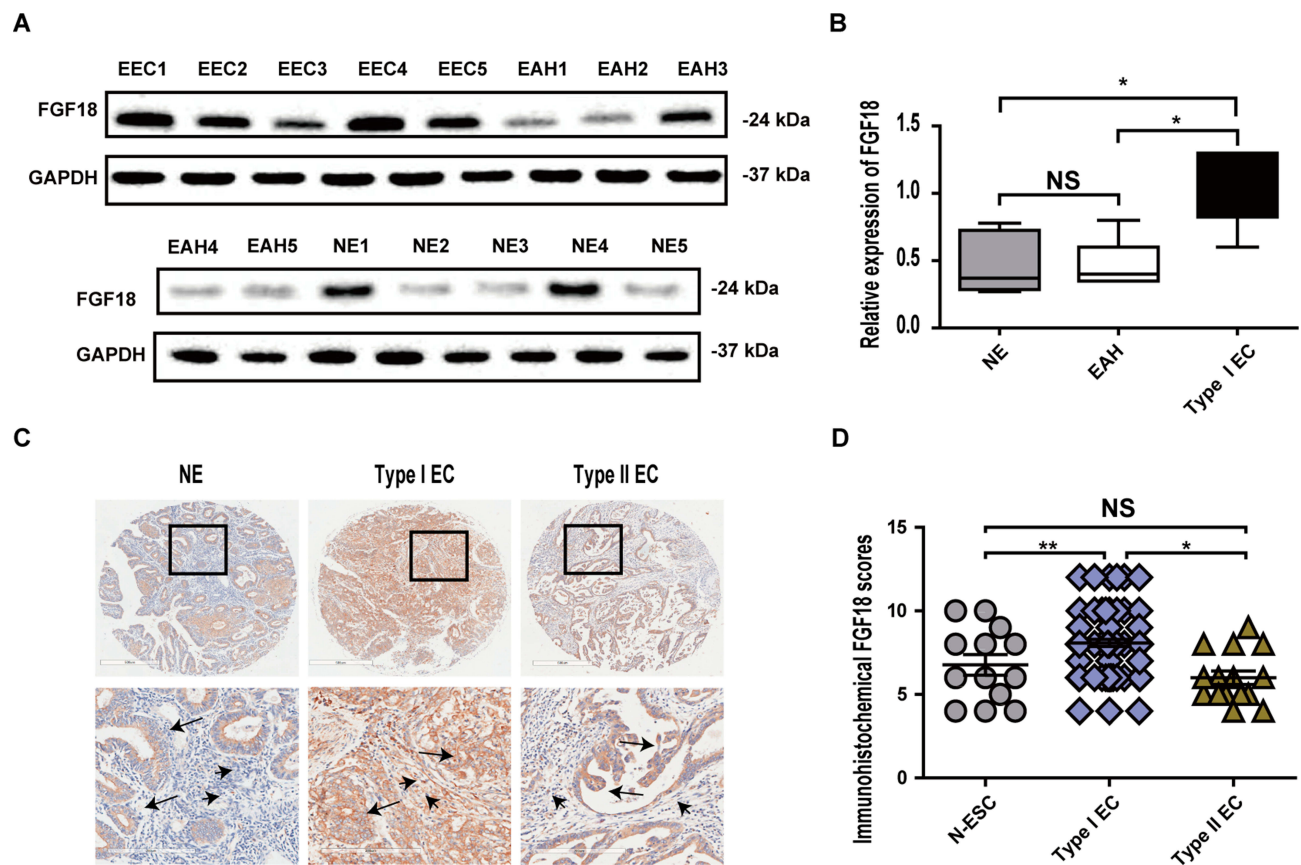 A
EEC1 EEC2 EEC3 EEC4 EEC5 EAH1 EAH2 EAH3
FGF18
-24 kDa
GAPDH
-37 kDa
EAH4 EAH5 NE1 NE2 NE3 NE4 NE5
FGF18
-24 kDa
GAPDH
-37 kDa
B
*
*
NS
Relative expression of FGF18
1.5
1.0
0.5
0.0
NE
EAH
Type I EC
C
NE Type I EC Type II EC
D
NS
** *
Immunohistochemical FGF18 scores
15
10
5
0
N-ESC
Type I EC
Type II EC